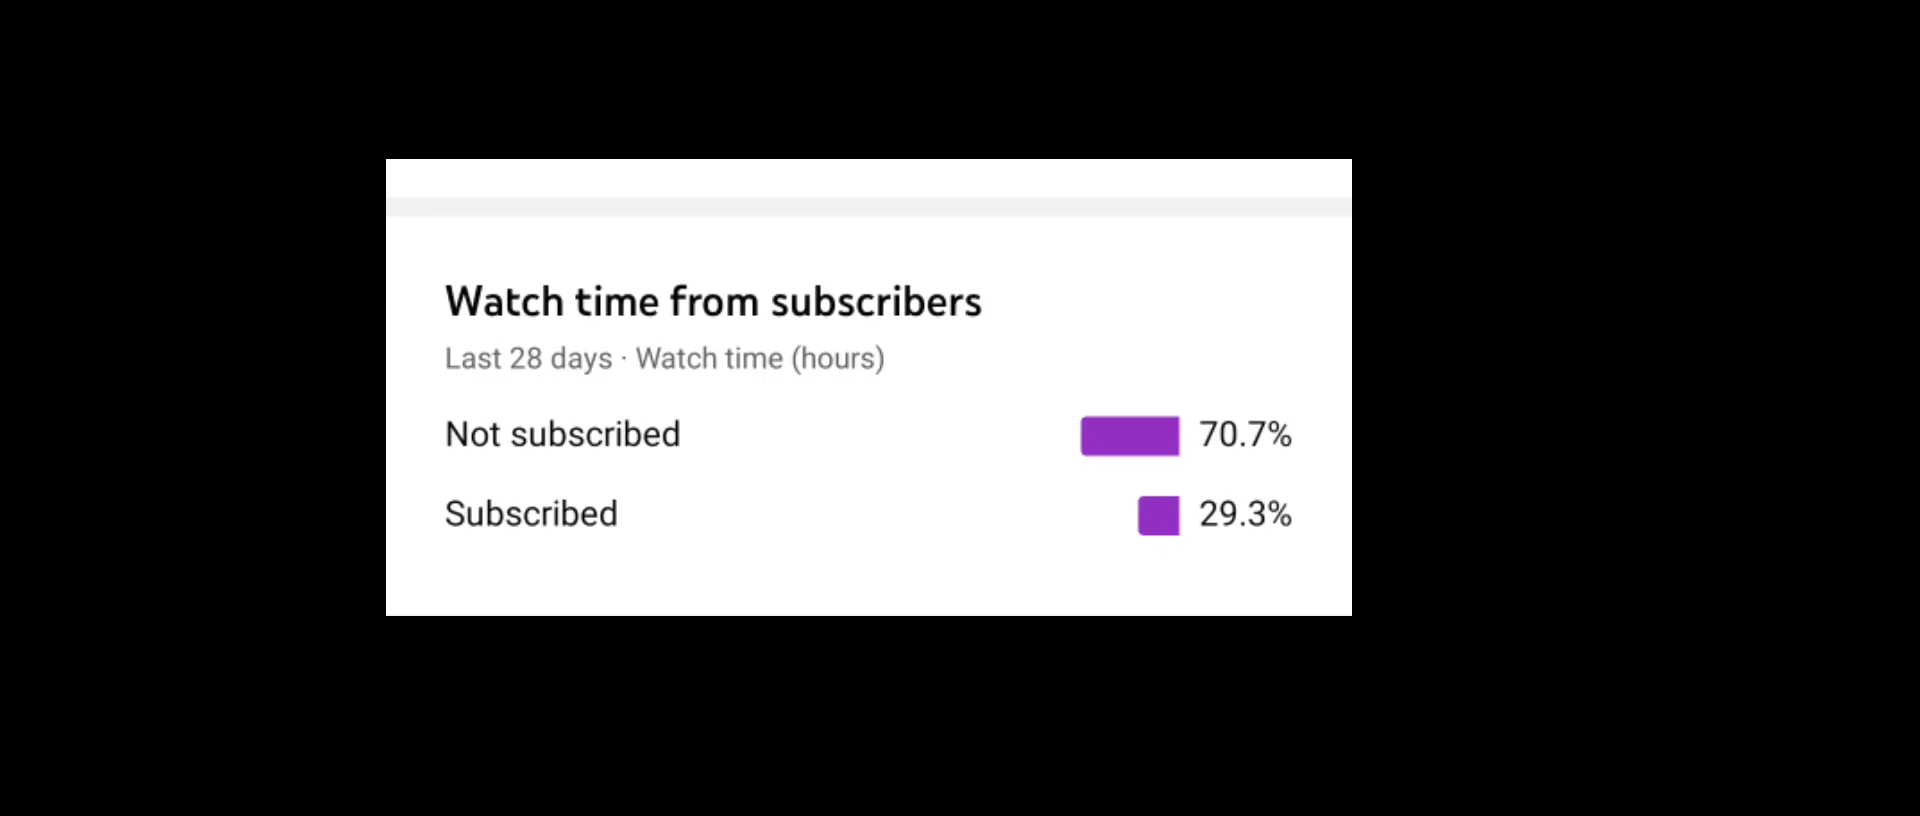 Watch time from subscribers
Last 28 days · Watch time (hours)
Not subscribed 70.7%
Subscribed 29.3%